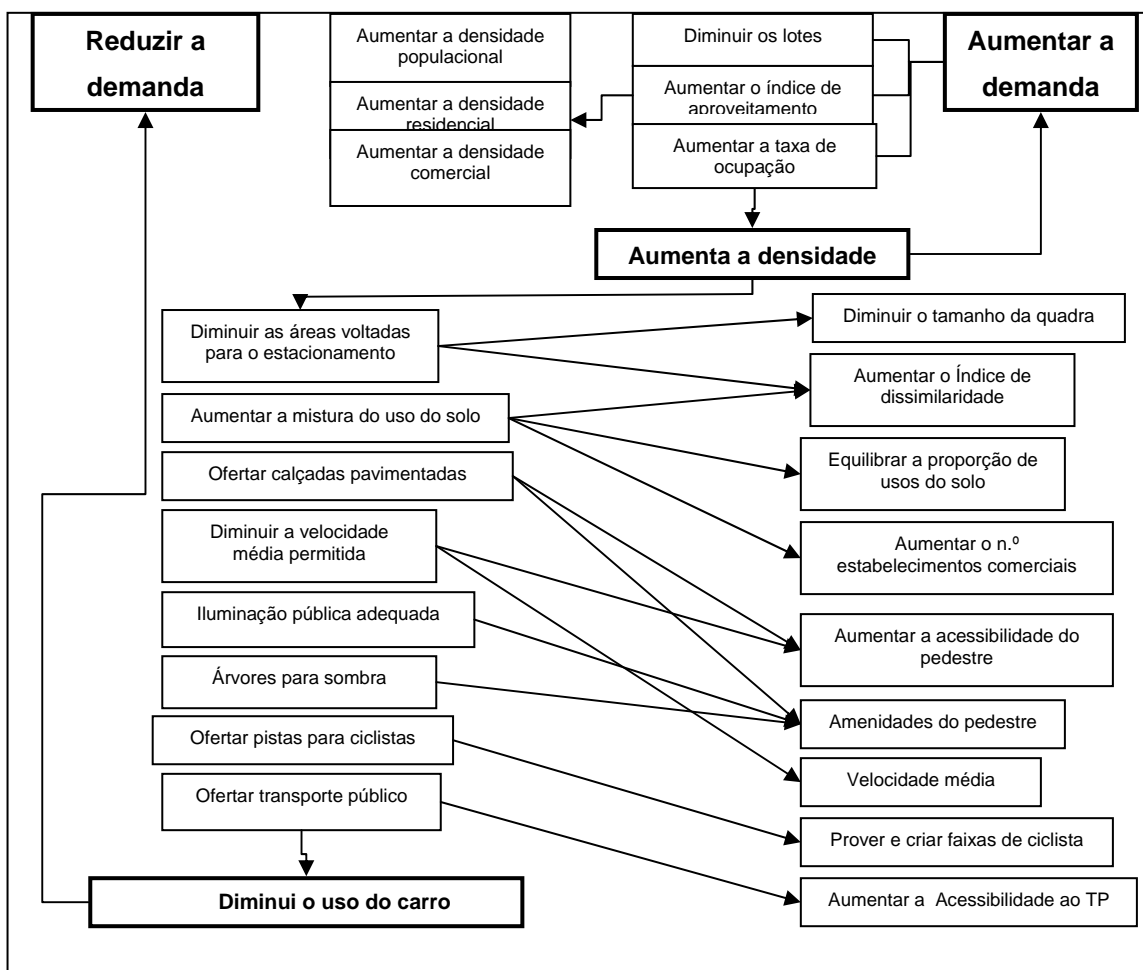 Reduzir a
demanda
Aumentar a densidade
populacional
Aumentar a densidade
residencial
Aumentar a densidade
comercial
Diminuir os lotes
Aumentar o índice de
aproveitamento
Aumentar a taxa de
ocupação
Aumentar a
demanda
Aumenta a densidade
Diminuir as áreas voltadas
para o estacionamento
Aumentar a mistura do uso do solo
Ofertar calçadas pavimentadas
Diminuir a velocidade
média permitida
Iluminação pública adequada
Árvores para sombra
Ofertar pistas para ciclistas
Ofertar transporte público
Diminui o uso do carro
Diminuir o tamanho da quadra
Aumentar o Índice de
dissimilaridade
Equilibrar a proporção de
usos do solo
Aumentar o n.º
estabelecimentos comerciais
Aumentar a acessibilidade do
pedestre
Amenidades do pedestre
Velocidade média
Prover e criar faixas de ciclista
Aumentar a  Acessibilidade ao TP